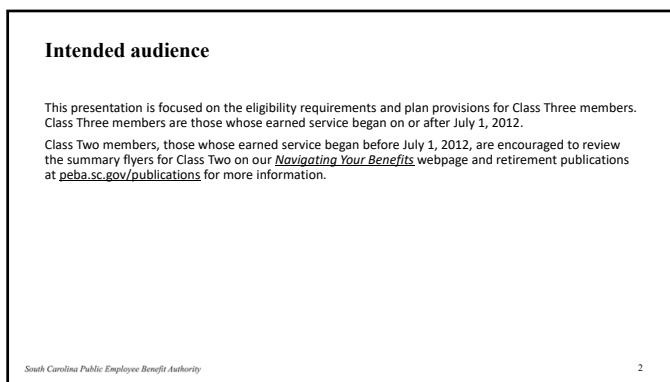 Intended audience
This presentation is focused on the eligibility requirements and plan provisions for Class Three members.
Class Three members are those whose earned service began on or after July 1, 2012.
Class Two members, those whose earned service began before July 1, 2012, are encouraged to review
the summary flyers for Class Two on our Navigating Your Benefits webpage and retirement publications
at peba.sc.gov/publications for more information.
South Carolina Public Employee Benefit Authority
2